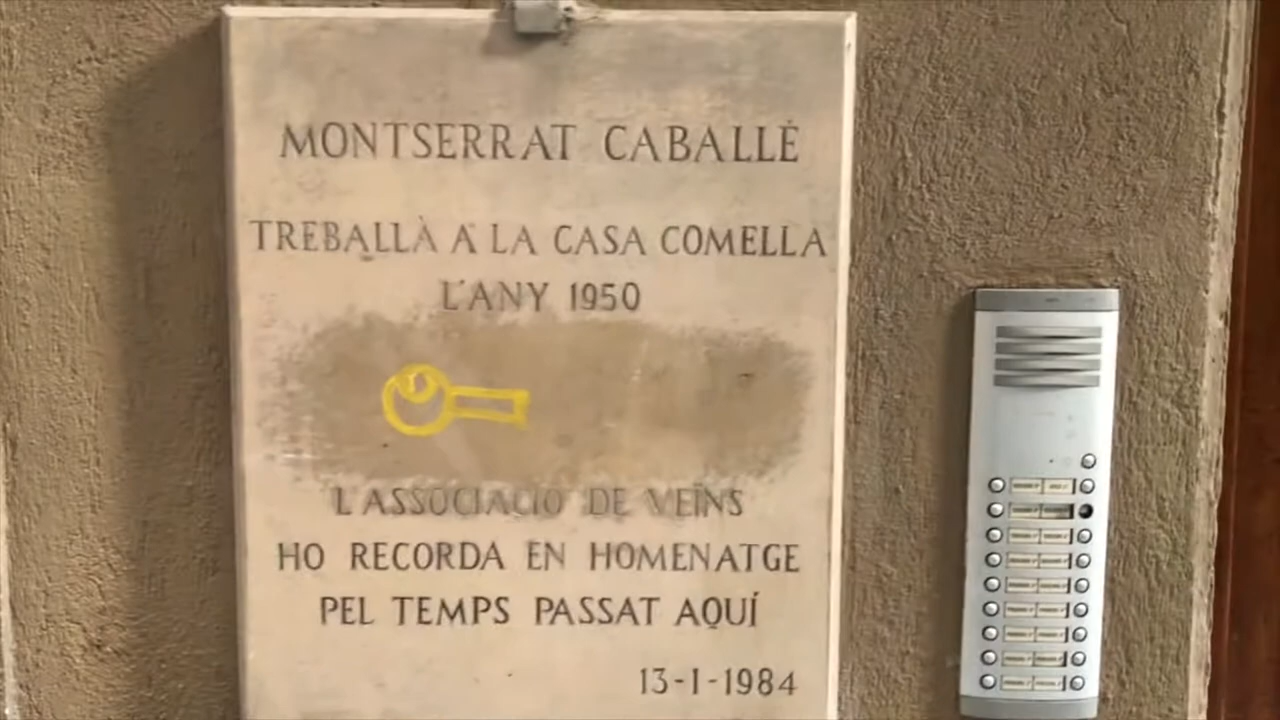 MONTSERRAT CABALLÉ
TREBALLÀ A LA CASA COMELLA
L'ANY 1950
L'ASSOCIACIÓ DE VEÏNS
HO RECORDA EN HOMENATGE
PEL TEMPS PASSAT AQUÍ
13-1-1984